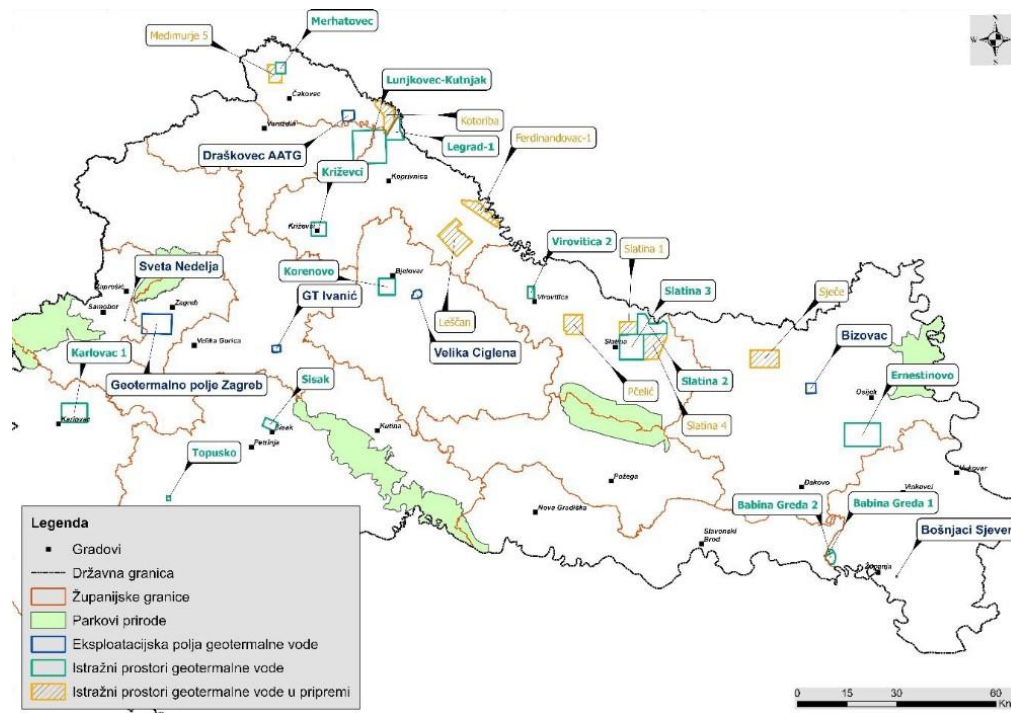 Merhatovec
Međimurje 5
N
W
E
S
Lunjkovec-Kutnjak
Čakovec
Kotoriba
Varaždin
Ferdinandovac-1
Legrad-1
Draškovec AATG
Križevci
Koprivnica
Križevci
Virovitica 2
Slatina 1
Sveta Nedelja
Korenovo
Bjelovar
Slatina 3
GT Ivanić
Virovitica
Sječe
Zaprešić
Zagreb
Samobor
Leščan
Bizovac
Karlovac 1
Velika Gorica
Velika Ciglena
Slatina
Ernestinovo
Geotermalno polje Zagreb
Sisak
Pčelić
Slatina 2
Osijek
Karlovac
Sisak
Kutina
Slatina 4
Petrinja
Topusko
Požega
Đakovo
Vukovar
Vinkovci
Babina Greda 2
Babina Greda 1
Nova Gradiška
Slavonski
Brod
Bošnjaci Sjever
Županja
Legenda
Gradovi
Državna granica
Županijske granice
Parkovi prirode
Eksploatacijska polja geotermalne vode
Istražni prostori geotermalne vode
Istražni prostori geotermalne vode u pripremi
0 15 30 60
Km